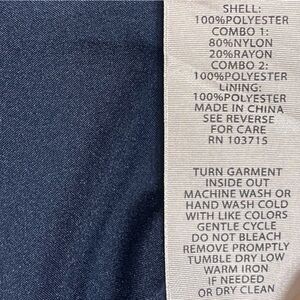 SHELL:
100%POLYESTER
COMBO 1:
80%NYLON
20%RAYON
COMBO 2:
100%POLYESTER
LINING:
100%POLYESTER
MADE IN CHINA
SEE REVERSE
FOR CARE
RN 103715
TURN GARMENT
INSIDE OUT
MACHINE WASH OR
HAND WASH COLD
WITH LIKE COLORS
GENTLE CYCLE
DO NOT BLEACH
REMOVE PROMPTLY
TUMBLE DRY LOW
WARM IRON
IF NEEDED
OR DRY CLEAN